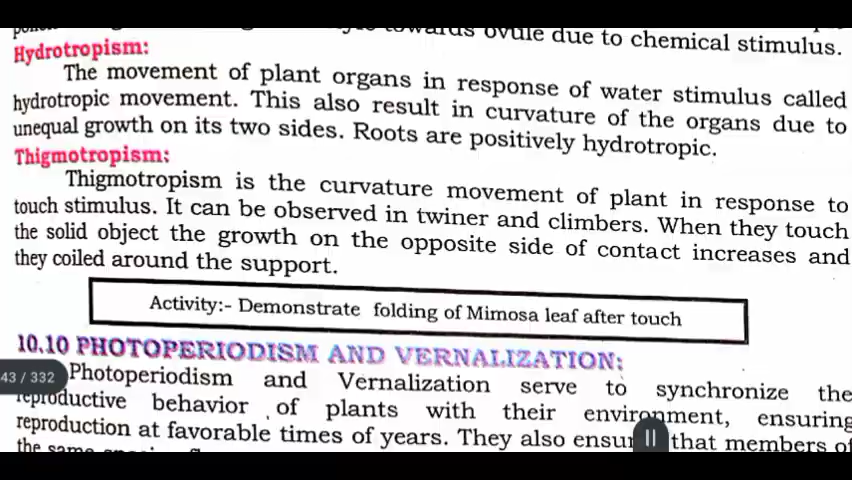 towards ovule due to chemical stimulus.
Hydrotropism:
The movement of plant organs in response of water stimulus called
hydrotropic movement. This also result in curvature of the organs due to
unequal growth on its two sides. Roots are positively hydrotropic.
Thigmotropism:
Thigmotropism is the curvature movement of plant in response to
touch stimulus. It can be observed in twiner and climbers. When they touch
the solid object the growth on the opposite side of contact increases and
they coiled around the support.
Activity:- Demonstrate folding of Mimosa leaf after touch
10.10 PHOTOPERIODISM AND VERNALIZATION:
43 / 332
Photoperiodism and Vernalization serve to synchronize the
reproductive behavior of plants with their environment, ensuring
reproduction at favorable times of years. They also that members of
the same